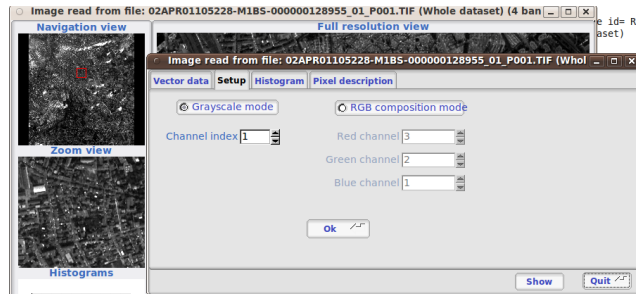 Image read from file: 02APR01105228-M1BS-000000128955_01_P001.TIF (Whole dataset) (4 ban
e id= R
aset)
Navigation view
Full resolution view
Image read from file: 02APR01105228-M1BS-000000128955_01_P001.TIF (Whol
Vector data Setup Histogram Pixel description
Grayscale mode
RGB composition mode
Channel index 1
Red channel 3
Green channel 2
Blue channel 1
Zoom view
Ok
Histograms
Show Quit